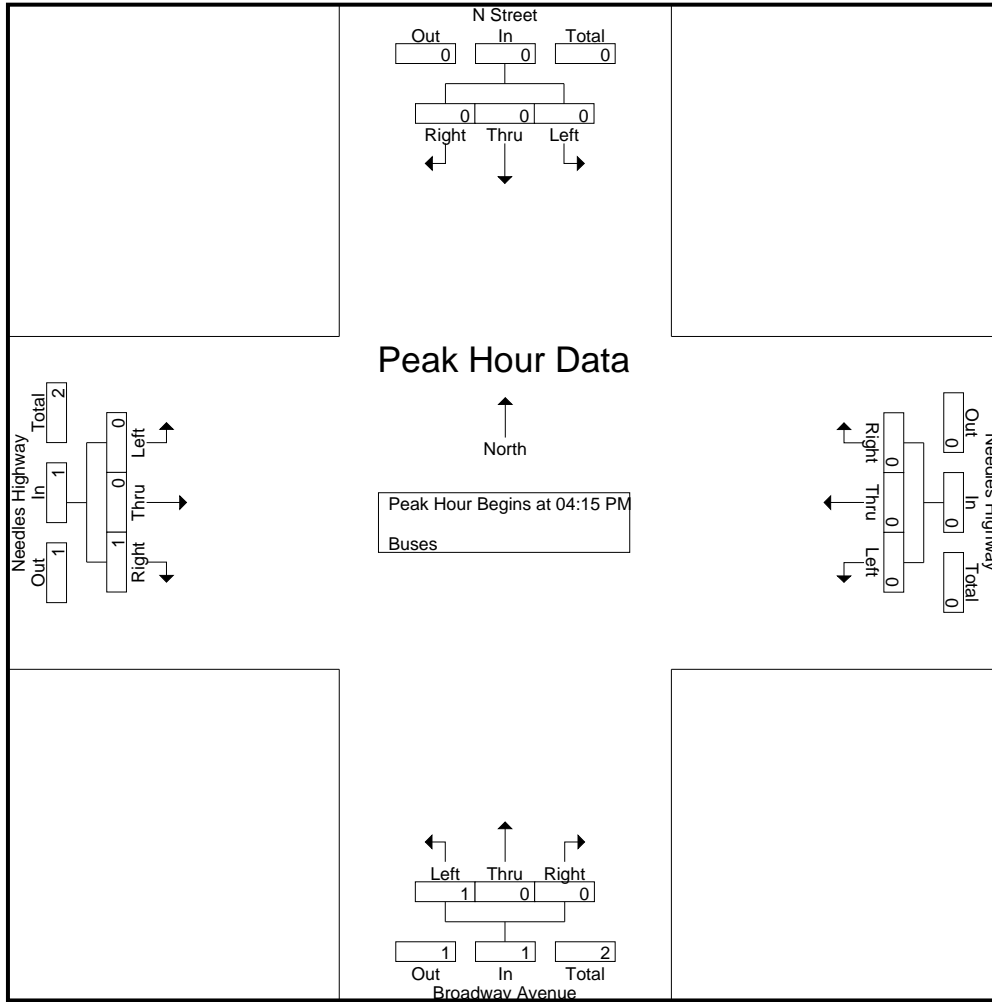 N Street
Out In Total
0 0 0
0 0 0
Right Thru Left
Peak Hour Data
North
Peak Hour Begins at 04:15 PM
Buses
Needles Highway
Total In Out
2 1 1
0 0 1
Left Thru Right
Needles Highway
Out In Total
0 0 0
0 0 0
Right Thru Left
Left Thru Right
1 0 0
1 1 2
Out In Total
Broadway Avenue